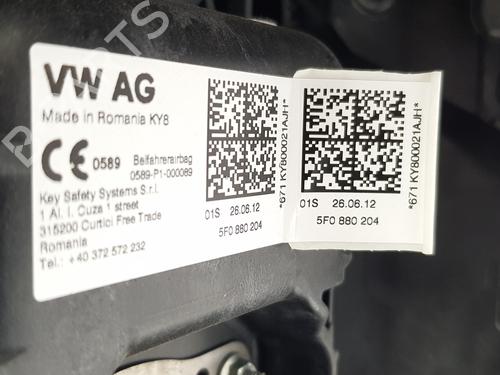 VW AG
Made in Romania KY8
CE 0589 Beifahrerairbag
0589-P1-000089
Key Safety Systems S.r.l.
1 Al. I. Cuza 1 street
315200 Curtici Free Trade
Romania
Tel.: +40 372 572 232
01S 26.06.12
5F0 880 204
*671 KY800021AJH*
01S 26.06.12
5F0 880 204
*671 KY800021AJH*